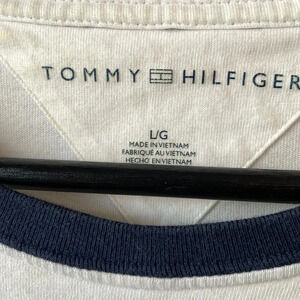 TOMMY HILFIGER
L/G
MADE IN VIETNAM
FABRIQUÉ AU VIETNAM
HECHO EN VIETNAM